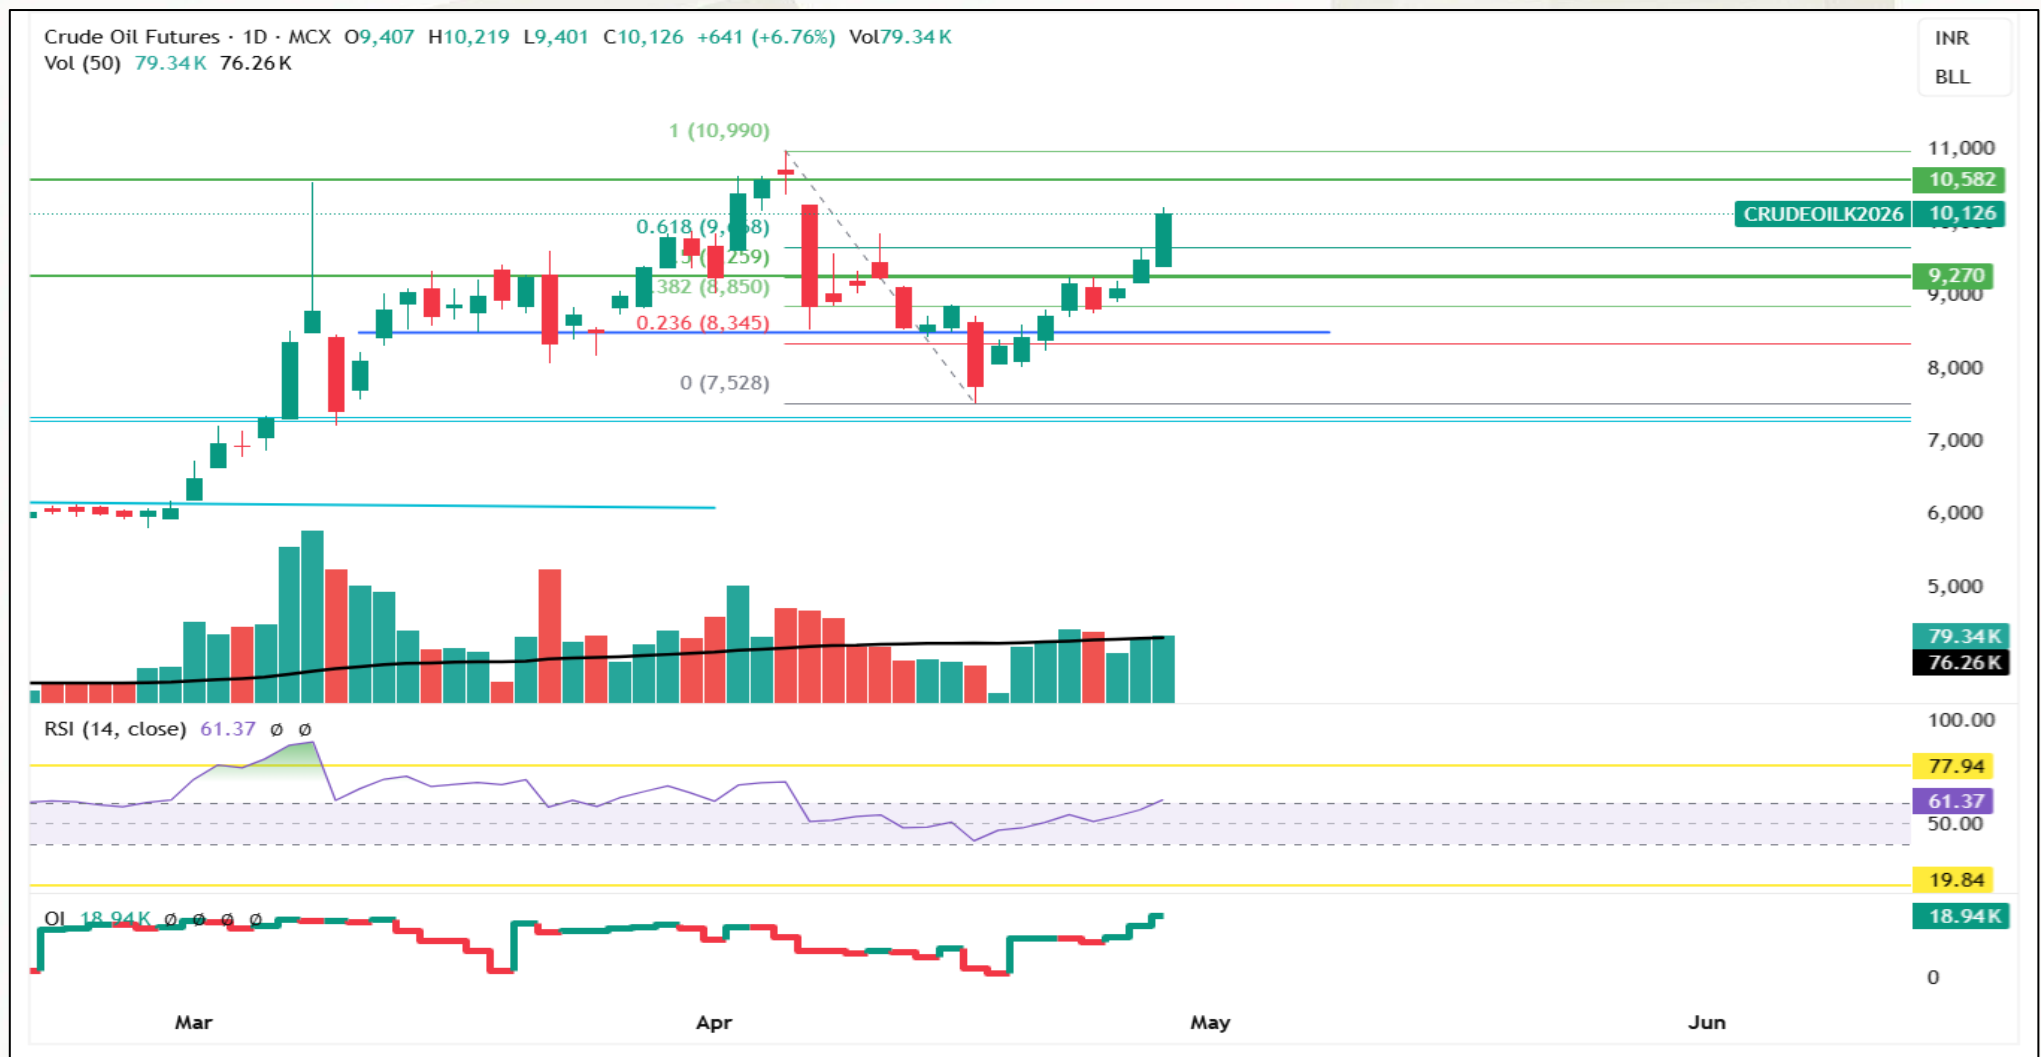 Crude Oil Futures · 1D · MCX O9,407 H10,219 L9,401 C10,126 +641 (+6.76%) Vol79.34K
Vol (50) 79.34K 76.26K
INR
BLL
1 (10,990)
11,000
10,582
CRUDEOILK2026 10,126
0.618
9,270
(8,850)
9,000
0.236 (8,345)
8,000
0 (7,528)
7,000
6,000
5,000
79.34K
76.26K
RSI (14, close) 61.37 ø ø
100.00
77.94
61.37
50.00
19.84
OI 18.94K ø ø ø ø
18.94K
0
Mar Apr May Jun